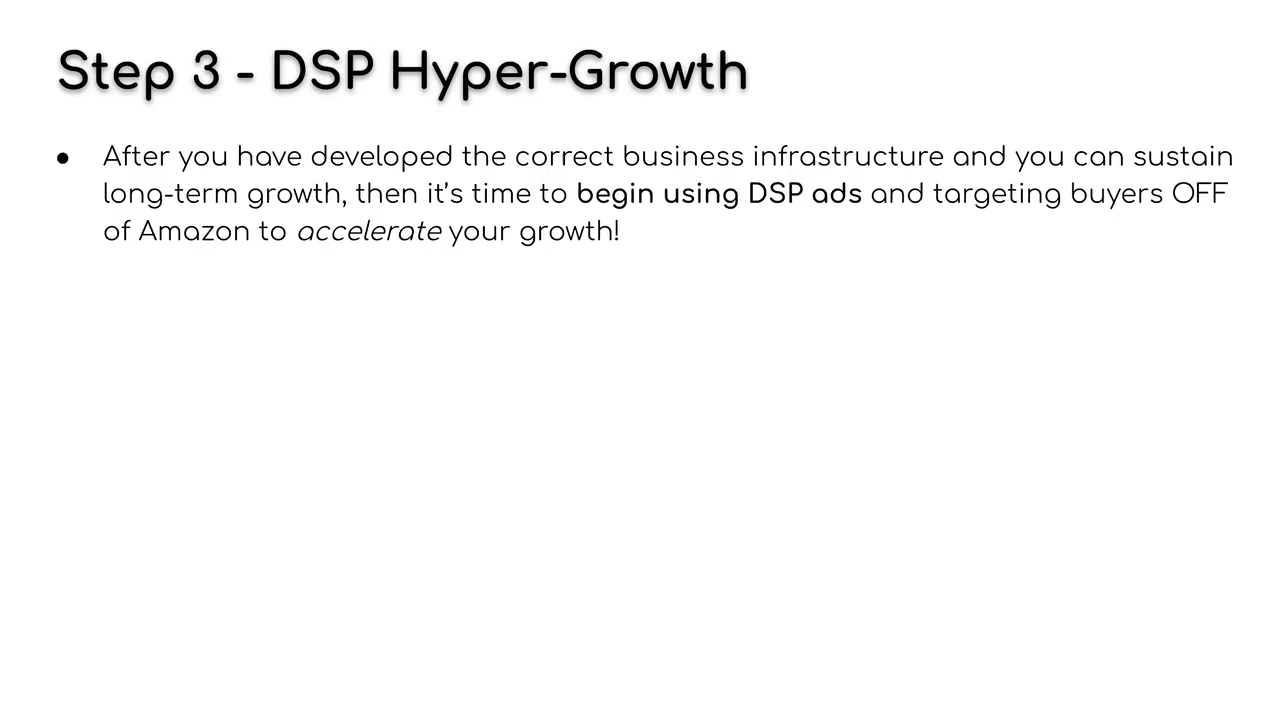 Step 3 - DSP Hyper-Growth
● After you have developed the correct business infrastructure and you can sustain
long-term growth, then it’s time to begin using DSP ads and targeting buyers OFF
of Amazon to accelerate your growth!